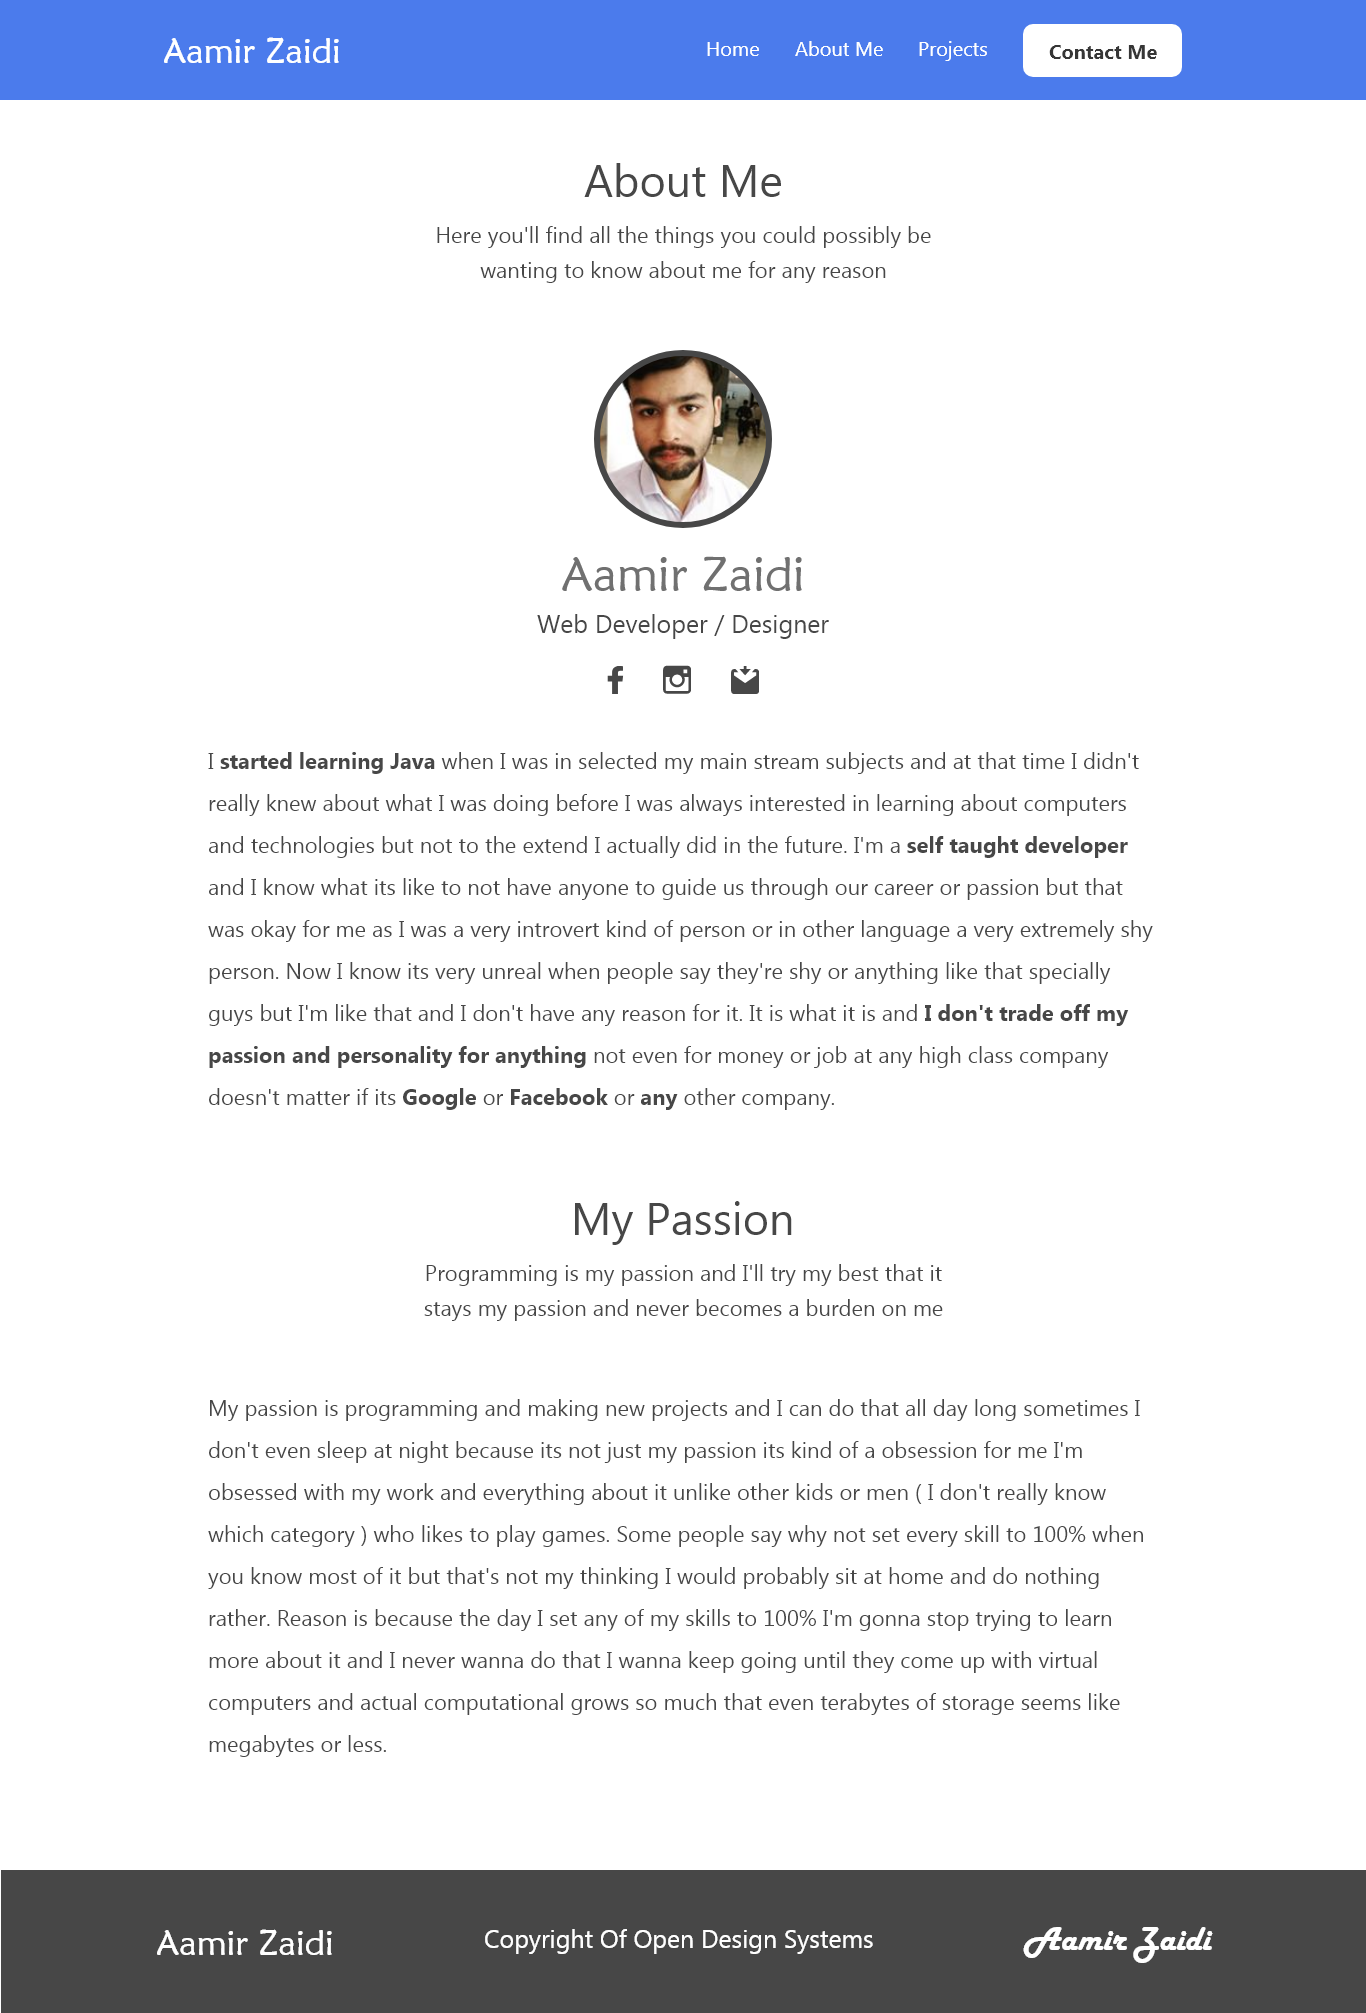 Aamir Zaidi
Home
About Me
Projects
Contact Me
About Me
Here you'll find all the things you could possibly be
wanting to know about me for any reason
Aamir Zaidi
Web Developer / Designer
I started learning Java when I was in selected my main stream subjects and at that time I didn't
really knew about what I was doing before I was always interested in learning about computers
and technologies but not to the extend I actually did in the future. I'm a self taught developer
and I know what its like to not have anyone to guide us through our career or passion but that
was okay for me as I was a very introvert kind of person or in other language a very extremely shy
person. Now I know its very unreal when people say they're shy or anything like that specially
guys but I'm like that and I don't have any reason for it. It is what it is and I don't trade off my
passion and personality for anything not even for money or job at any high class company
doesn't matter if its Google or Facebook or any other company.
My Passion
Programming is my passion and I'll try my best that it
stays my passion and never becomes a burden on me
My passion is programming and making new projects and I can do that all day long sometimes I
don't even sleep at night because its not just my passion its kind of a obsession for me I'm
obsessed with my work and everything about it unlike other kids or men ( I don't really know
which category ) who likes to play games. Some people say why not set every skill to 100% when
you know most of it but that's not my thinking I would probably sit at home and do nothing
rather. Reason is because the day I set any of my skills to 100% I'm gonna stop trying to learn
more about it and I never wanna do that I wanna keep going until they come up with virtual
computers and actual computational grows so much that even terabytes of storage seems like
megabytes or less.
Aamir Zaidi
Copyright Of Open Design Systems
Aamir Zaidi